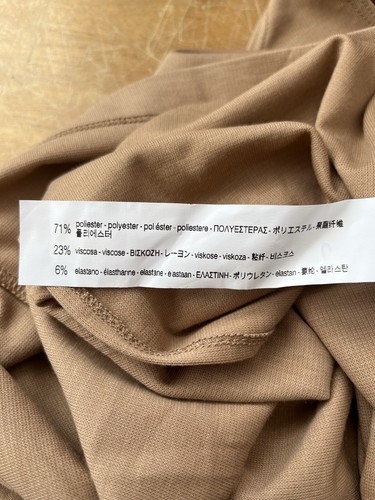 71% poliester - polyester - pol éster - poliestere - ΠΟΛΥΕΣΤΕΡΑΣ - ポリエステル - 聚酯纤维
폴리에스터
23% viscosa - viscose - ΒΙΣΚΟΖΗ - レーヨン - viskose - viskoza - 黏纤 - 비스코스
6% elastano - élasthanne - elastine - elastaan - ΕΛΑΣΤΙΝΗ - ポリウレタン - elastan - 氨纶 - 엘라스탄